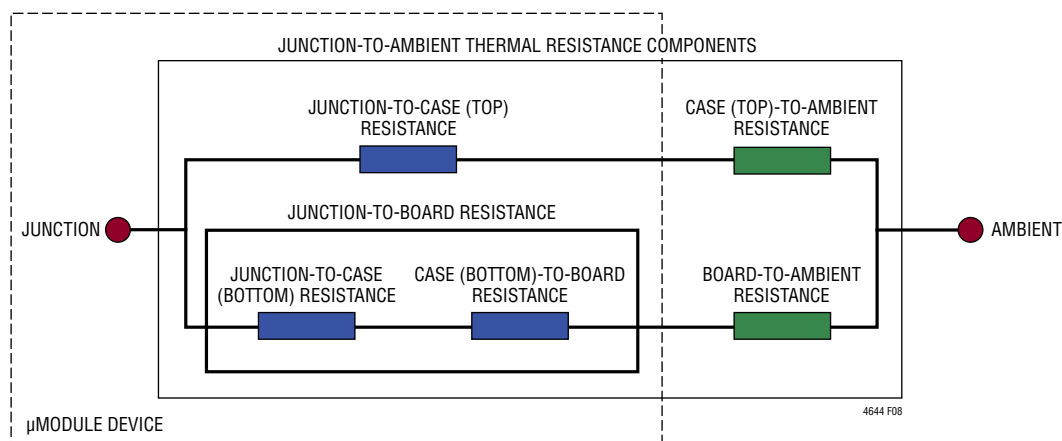 JUNCTION-TO-AMBIENT THERMAL RESISTANCE COMPONENTS
JUNCTION-TO-CASE (TOP)
RESISTANCE
CASE (TOP)-TO-AMBIENT
RESISTANCE
JUNCTION-TO-BOARD RESISTANCE
JUNCTION
AMBIENT
JUNCTION-TO-CASE
(BOTTOM) RESISTANCE
CASE (BOTTOM)-TO-BOARD
RESISTANCE
BOARD-TO-AMBIENT
RESISTANCE
4644 F08
µMODULE DEVICE